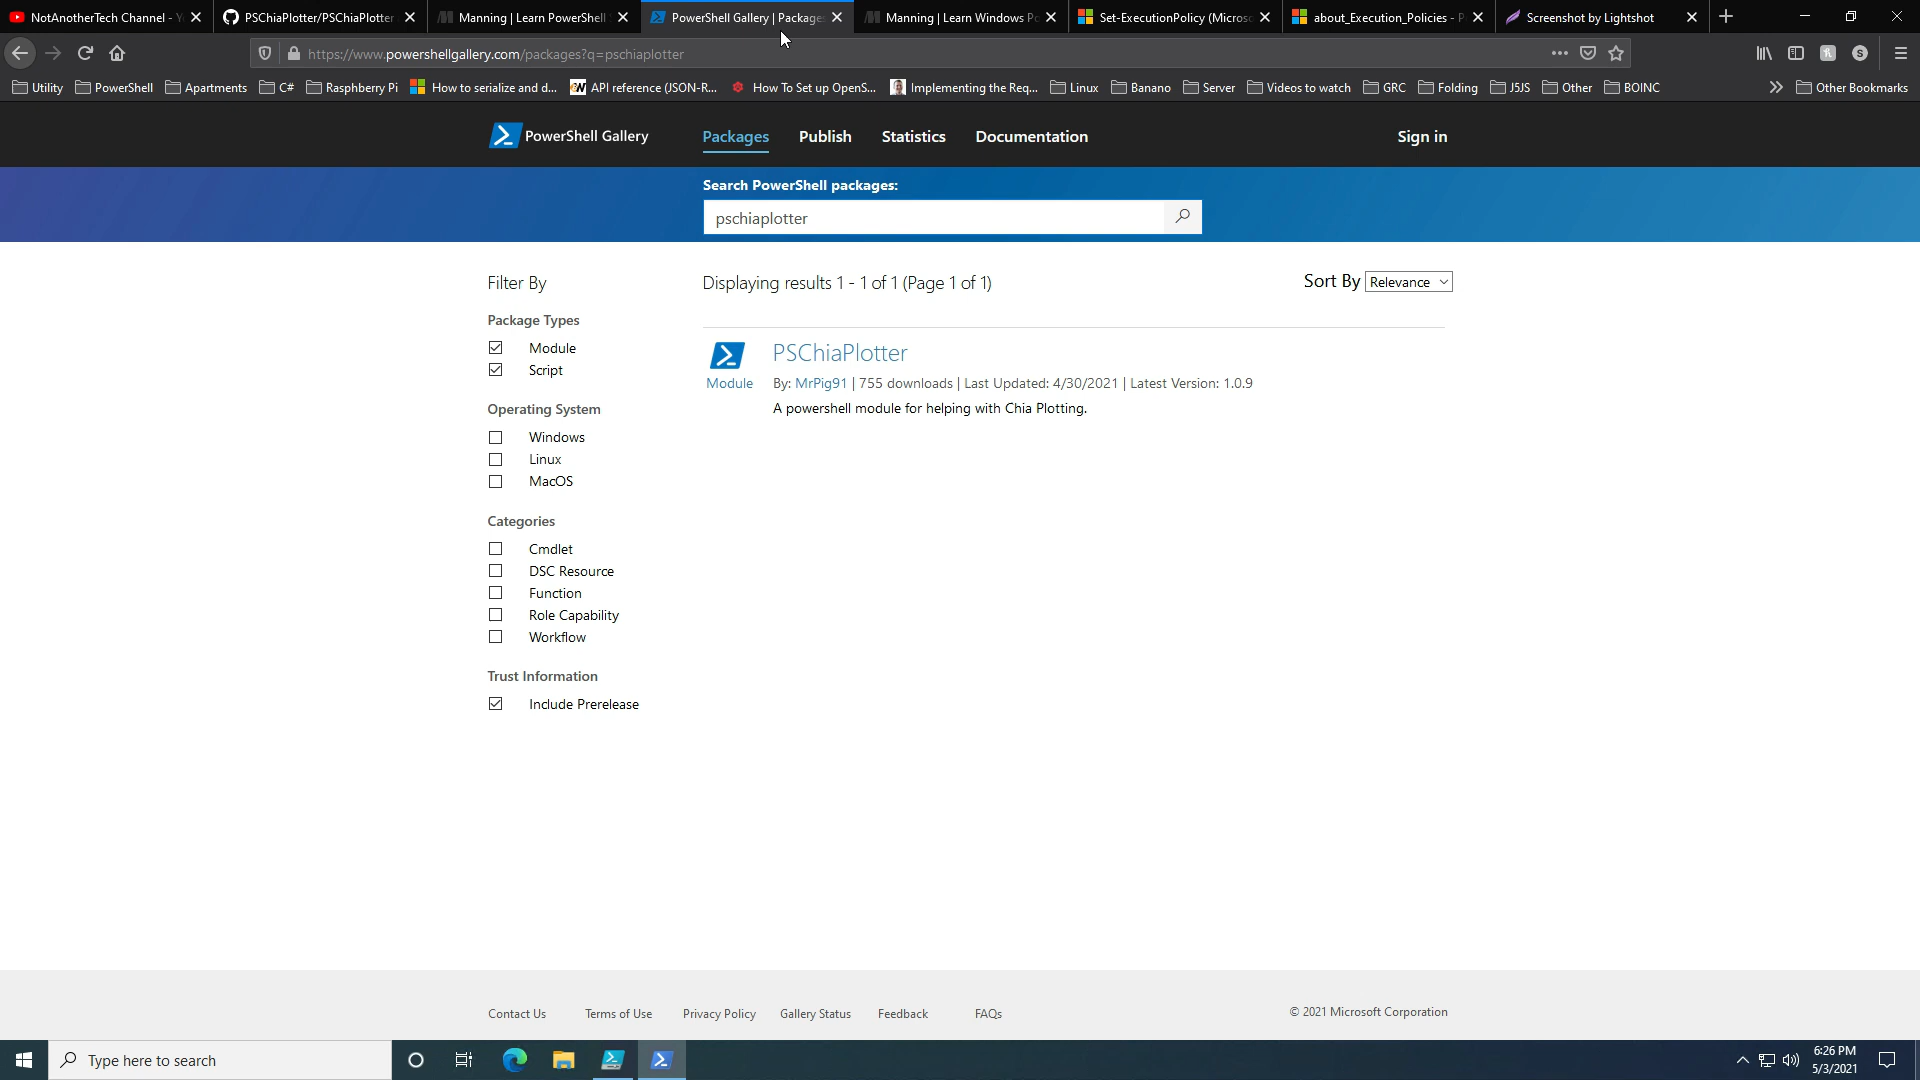 NotAnotherTech Channel - Y
PSChiaPlotter/PSChiaPlotter
Manning | Learn PowerShell
PowerShell Gallery | Packages
Manning | Learn Windows Po
Set-ExecutionPolicy (Microso
about_Execution_Policies - P
Screenshot by Lightshot
https://www.powershellgallery.com/packages?q=pschiaplotter
Utility
PowerShell
Apartments
C#
Raspberry Pi
How to serialize and d...
API reference (JSON-R...
How To Set up OpenS...
Implementing the Req...
Linux
Banano
Server
Videos to watch
GRC
Folding
J5JS
Other
BOINC
Other Bookmarks
PowerShell Gallery
Packages
Publish
Statistics
Documentation
Sign in
Search PowerShell packages:
pschiaplotter
Filter By
Displaying results 1 - 1 of 1 (Page 1 of 1)
Sort By Relevance
Package Types
Module
Script
Operating System
Windows
Linux
MacOS
Categories
Cmdlet
DSC Resource
Function
Role Capability
Workflow
Trust Information
Include Prerelease
PSChiaPlotter
Module
By: MrPig91 | 755 downloads | Last Updated: 4/30/2021 | Latest Version: 1.0.9
A powershell module for helping with Chia Plotting.
Contact Us
Terms of Use
Privacy Policy
Gallery Status
Feedback
FAQs
© 2021 Microsoft Corporation
Type here to search
6:26 PM
5/3/2021